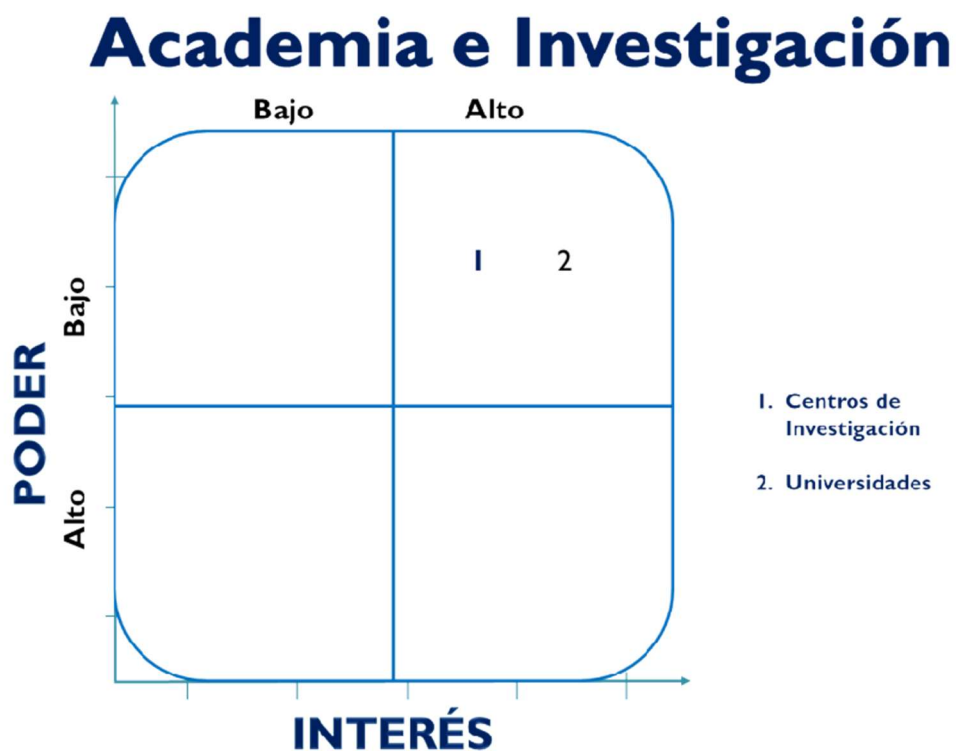 Academia e Investigación
Bajo Alto
1 2
Bajo
PODER
Alto
1. Centros de
Investigación
2. Universidades
INTERÉS